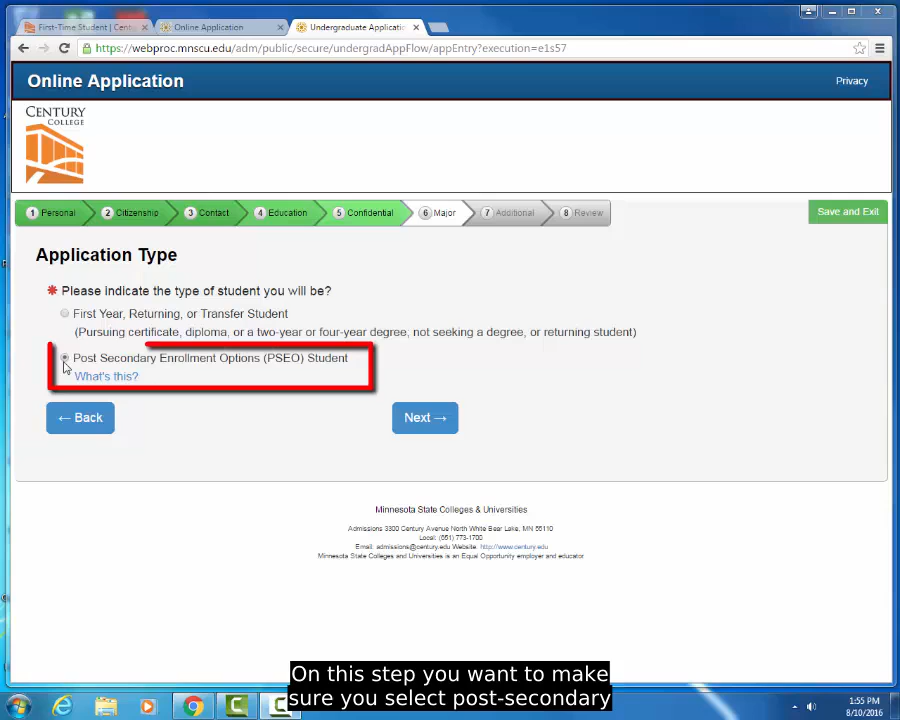 First-Time Student | Cent
Online Application
Undergraduate Applicatio
https://webproc.mnscu.edu/adm/public/secure/undergradAppFlow/appEntry?execution=e1s57
Online Application
Privacy
CENTURY
COLLEGE
1 Personal
2 Citizenship
3 Contact
4 Education
5 Confidential
6 Major
7 Additional
8 Review
Save and Exit
Application Type
* Please indicate the type of student you will be?
First Year, Returning, or Transfer Student
(Pursuing certificate, diploma, or a two-year or four-year degree, not seeking a degree, or returning student)
Post Secondary Enrollment Options (PSEO) Student
What's this?
← Back
Next →
Minnesota State Colleges & Universities
Admissions 3300 Century Avenue North White Bear Lake, MN 55110
Local: (651) 773-1700
Email: admissions@century.edu Website: http://www.century.edu
Minnesota State Colleges and Universities is an Equal Opportunity employer and educator.
On this step you want to make
sure you select post-secondary
1:55 PM
8/10/2016